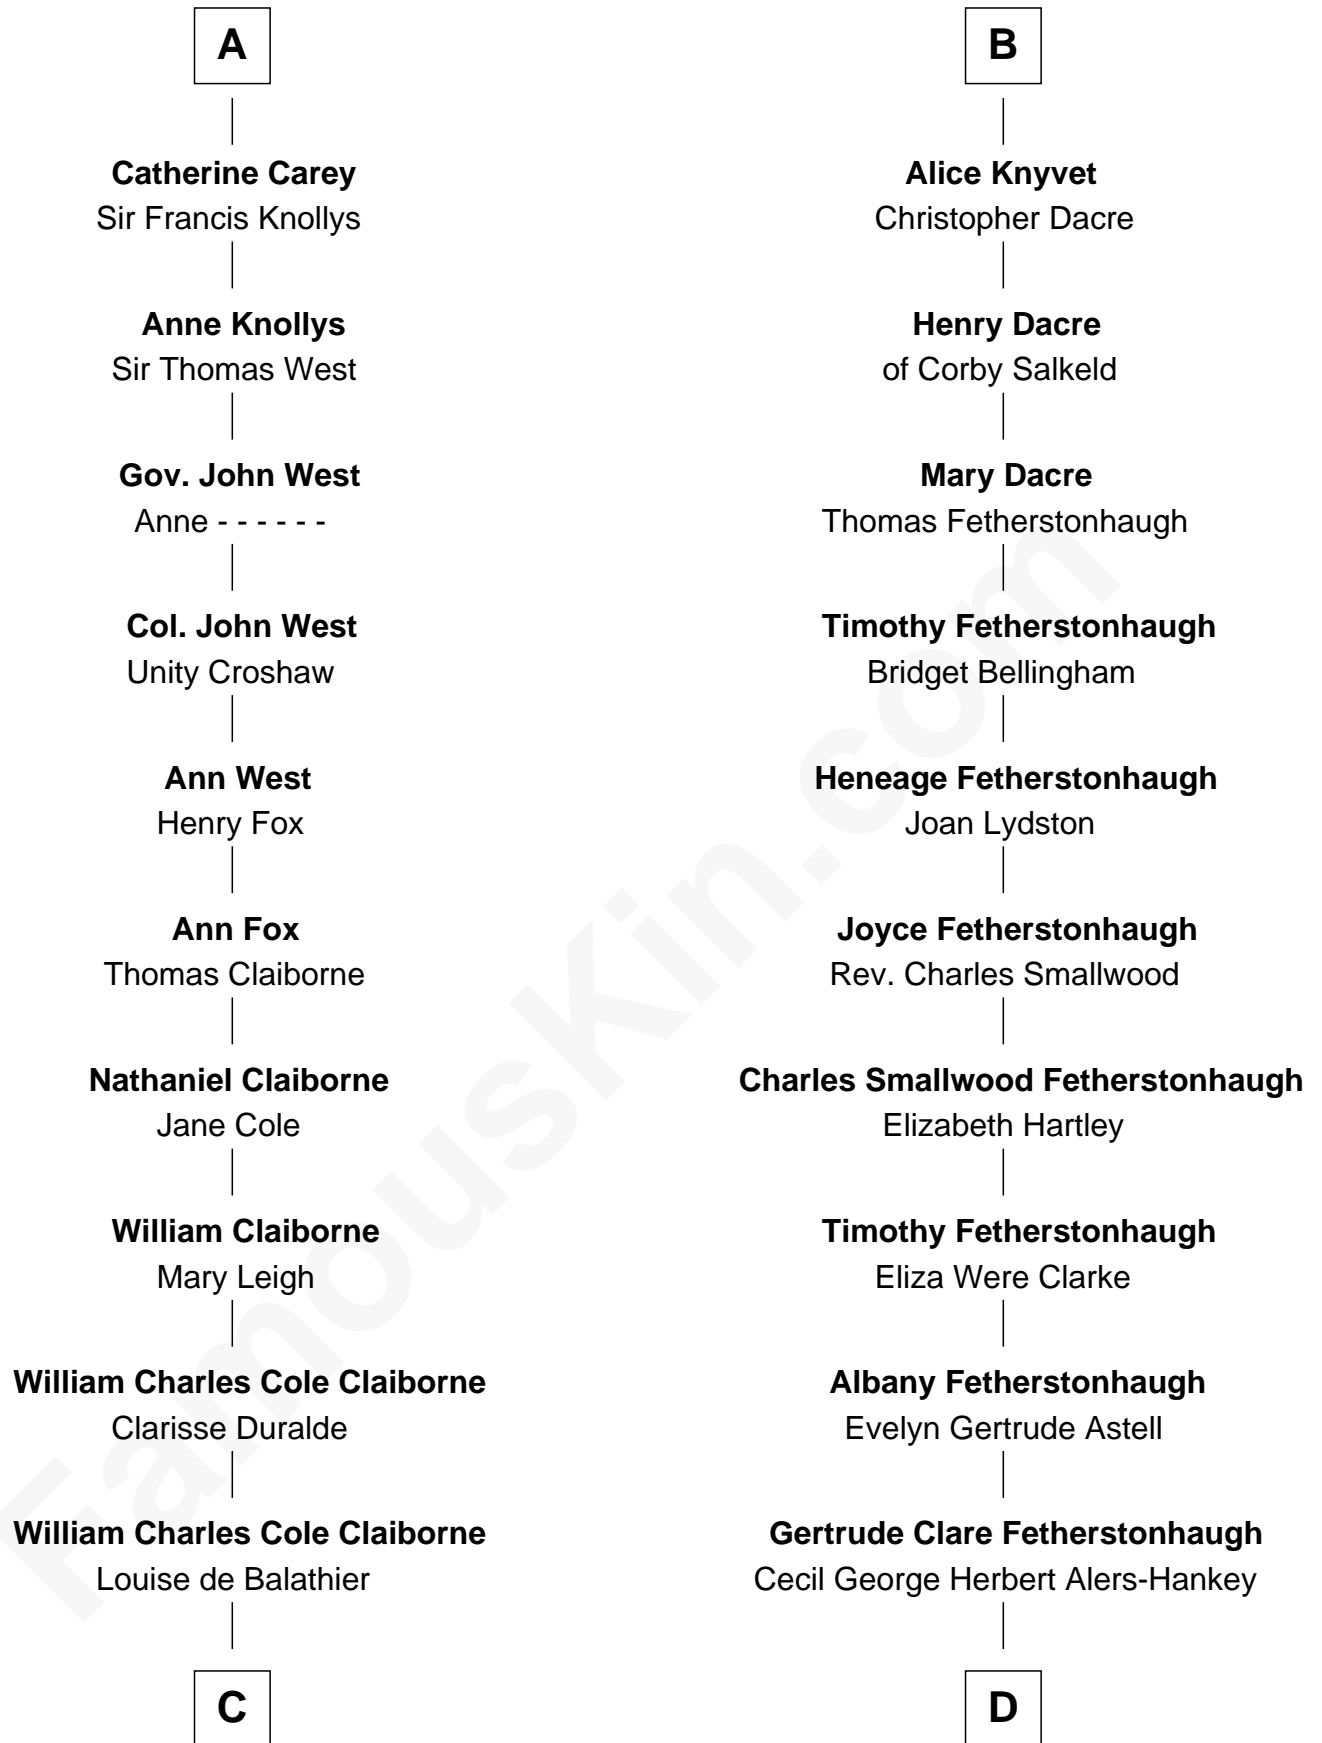 A
Catherine Carey
Sir Francis Knollys
Anne Knollys
Sir Thomas West
Gov. John West
Anne - - - - - -
Col. John West
Unity Croshaw
Ann West
Henry Fox
Ann Fox
Thomas Claiborne
Nathaniel Claiborne
Jane Cole
William Claiborne
Mary Leigh
William Charles Cole Claiborne
Clarisse Duralde
William Charles Cole Claiborne
Louise de Balathier
C
B
Alice Knyvet
Christopher Dacre
Henry Dacre
of Corby Salkeld
Mary Dacre
Thomas Fetherstonhaugh
Timothy Fetherstonhaugh
Bridget Bellingham
Heneage Fetherstonhaugh
Joan Lydston
Joyce Fetherstonhaugh
Rev. Charles Smallwood
Charles Smallwood Fetherstonhaugh
Elizabeth Hartley
Timothy Fetherstonhaugh
Eliza Were Clarke
Albany Fetherstonhaugh
Evelyn Gertrude Astell
Gertrude Clare Fetherstonhaugh
Cecil George Herbert Alers-Hankey
D
FamousKin.com